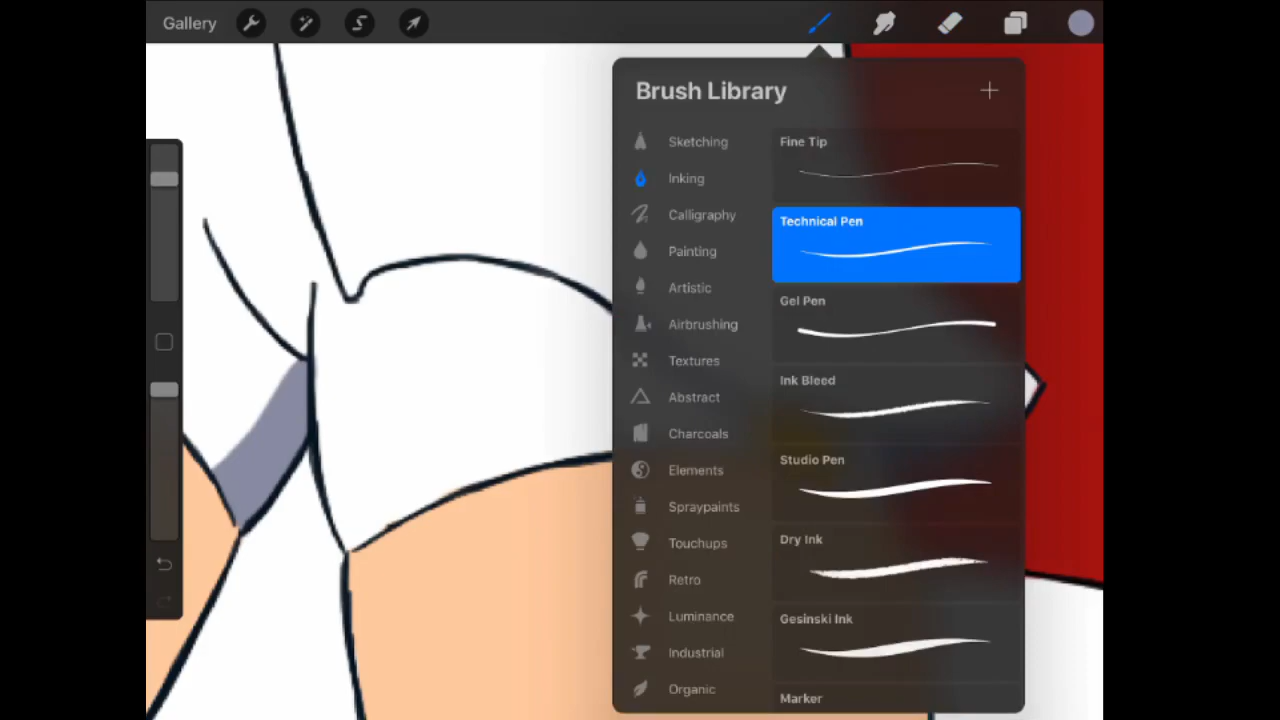 Gallery
Brush Library
Sketching
Inking
Calligraphy
Painting
Artistic
Airbrushing
Textures
Abstract
Charcoals
Elements
Spraypaints
Touchups
Retro
Luminance
Industrial
Organic
Fine Tip
Technical Pen
Gel Pen
Ink Bleed
Studio Pen
Dry Ink
Gesinski Ink
Marker